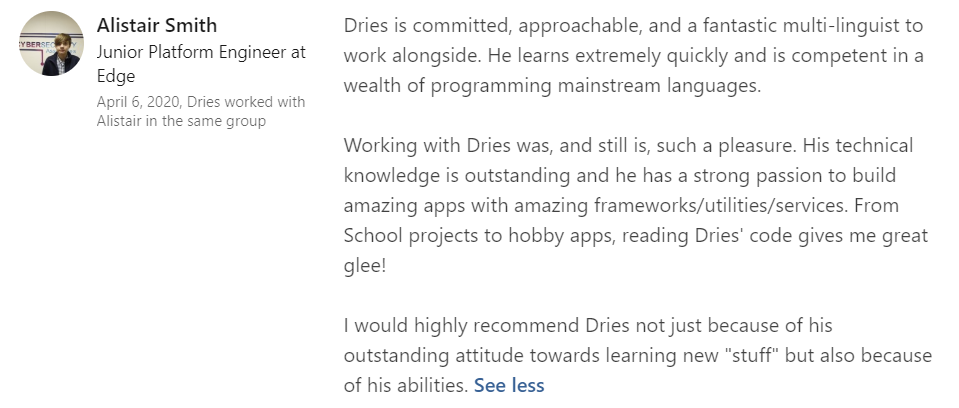 Alistair Smith
Junior Platform Engineer at
Edge
April 6, 2020, Dries worked with
Alistair in the same group
Dries is committed, approachable, and a fantastic multi-linguist to
work alongside. He learns extremely quickly and is competent in a
wealth of programming mainstream languages.
Working with Dries was, and still is, such a pleasure. His technical
knowledge is outstanding and he has a strong passion to build
amazing apps with amazing frameworks/utilities/services. From
School projects to hobby apps, reading Dries' code gives me great
glee!
I would highly recommend Dries not just because of his
outstanding attitude towards learning new "stuff" but also because
of his abilities. See less